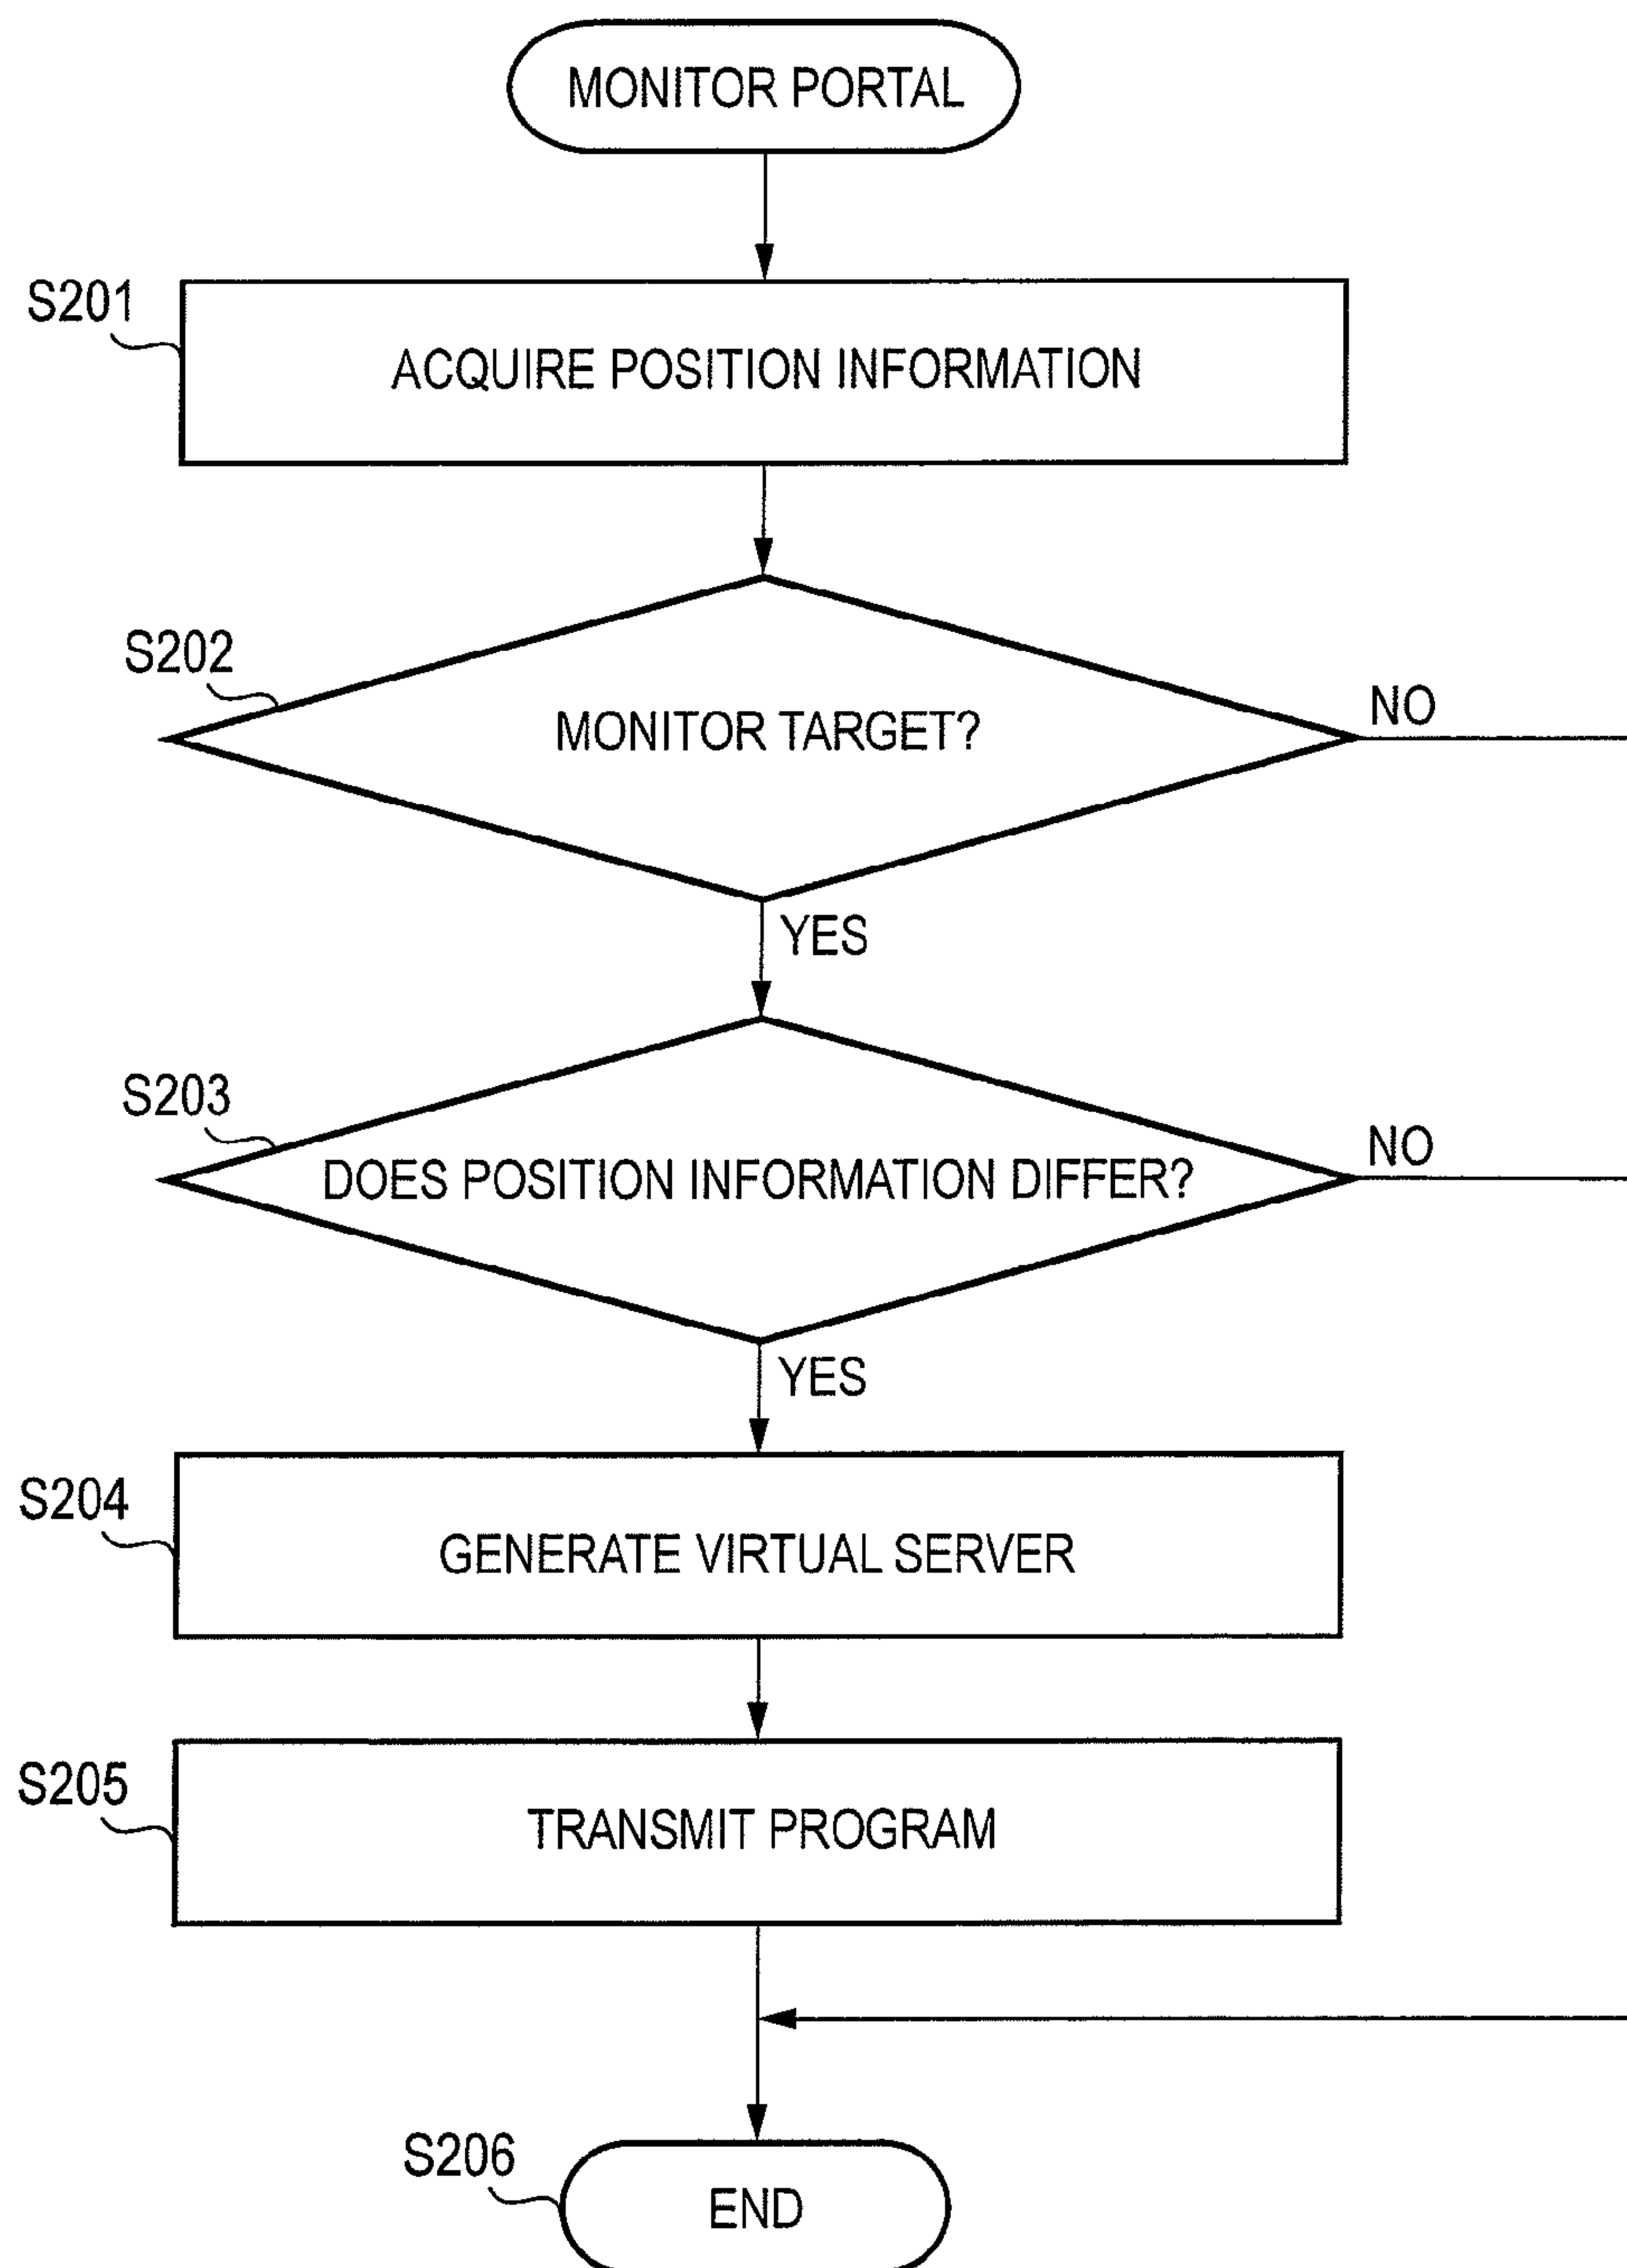 MONITOR PORTAL
S201
ACQUIRE POSITION INFORMATION
S202
MONITOR TARGET?
NO
YES
S203
DOES POSITION INFORMATION DIFFER?
NO
YES
S204
GENERATE VIRTUAL SERVER
S205
TRANSMIT PROGRAM
S206
END